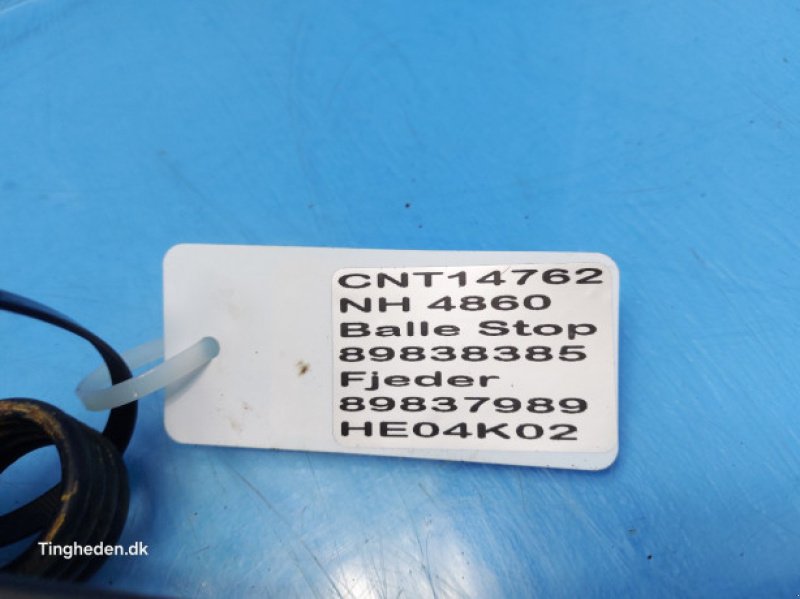 CNT14762
NH 4860
Balle Stop
89838385
Fjeder
89837989
HE04K02
Tingheden.dk